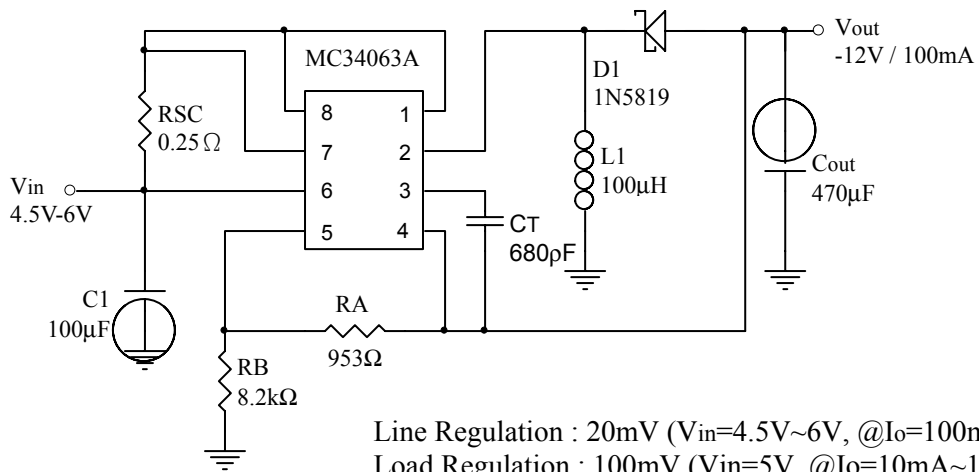 Vout
-12V / 100mA
MC34063A
D1
1N5819
RSC
0.25Ω
8
1
7
2
6
3
5
4
L1
100μH
Cout
470μF
Vin
4.5V-6V
CT
680ρF
C1
100μF
RA
953Ω
RB
8.2kΩ
Line Regulation : 20mV (Vin=4.5V~6V, @Io=100m
Load Regulation : 100mV (Vin=5V, @Io=10mA~1